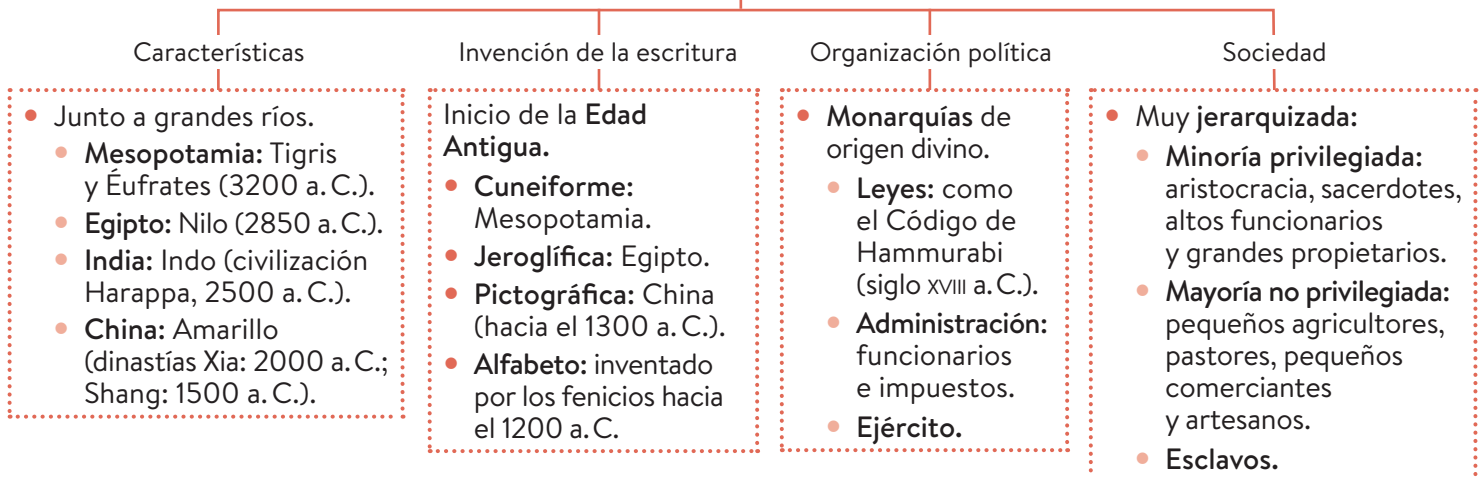 Características
• Junto a grandes ríos.
• Mesopotamia: Tigris
y Éufrates (3200 a. C.).
• Egipto: Nilo (2850 a. C.).
• India: Indo (civilización
Harappa, 2500 a. C.).
• China: Amarillo
(dinastías Xia: 2000 a. C.;
Shang: 1500 a. C.).
Invención de la escritura
Inicio de la Edad
Antigua.
• Cuneiforme:
Mesopotamia.
• Jeroglífica: Egipto.
• Pictográfica: China
(hacia el 1300 a. C.).
• Alfabeto: inventado
por los fenicios hacia
el 1200 a. C.
Organización política
• Monarquías de
origen divino.
• Leyes: como
el Código de
Hammurabi
(siglo XVIII a. C.).
• Administración:
funcionarios
e impuestos.
• Ejército.
Sociedad
• Muy jerarquizada:
• Minoría privilegiada:
aristocracia, sacerdotes,
altos funcionarios
y grandes propietarios.
• Mayoría no privilegiada:
pequeños agricultores,
pastores, pequeños
comerciantes
y artesanos.
• Esclavos.